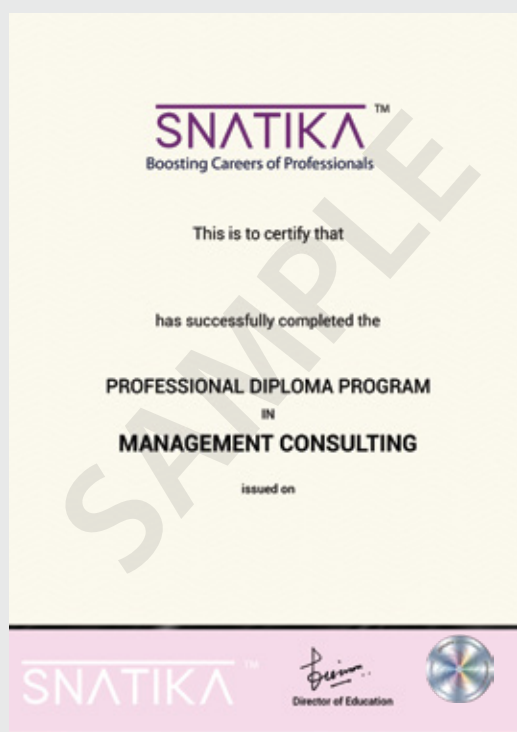 SNATIKA™
Boosting Careers of Professionals
This is to certify that
has successfully completed the
PROFESSIONAL DIPLOMA PROGRAM
IN
MANAGEMENT CONSULTING
issued on
SAMPLE
SNATIKA™
Director of Education